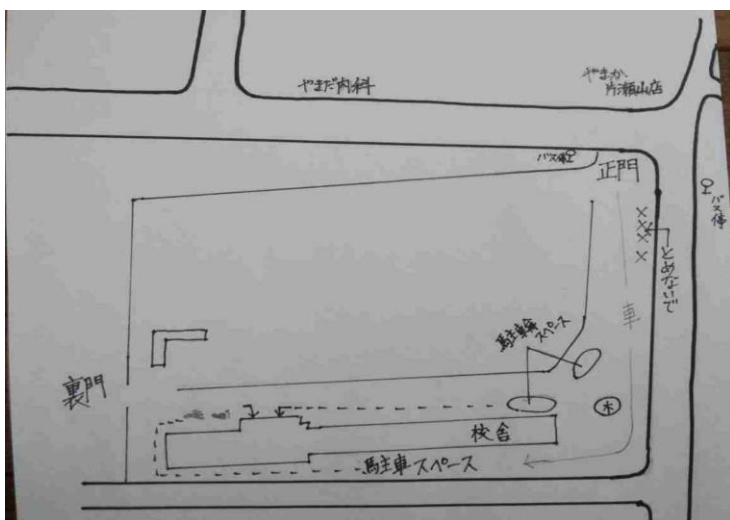 やまだ内科
やまか
片瀬山店
バス停
正門
バス停
××××
とめないで
車
駐輪
スペース
裏門
木
校舎
駐車スペース